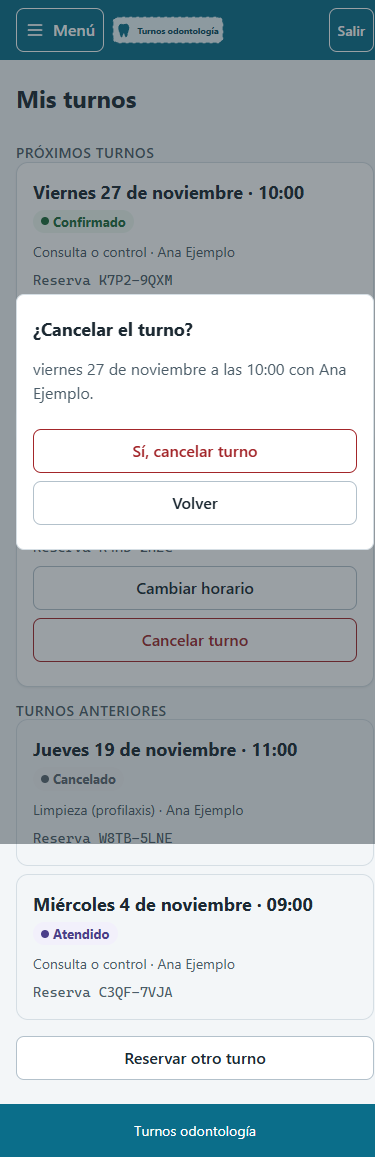 Menú
Turnos odontología
Salir
Mis turnos
PRÓXIMOS TURNOS
Viernes 27 de noviembre · 10:00
Confirmado
Consulta o control · Ana Ejemplo
Reserva K7P2-9QXM
¿Cancelar el turno?
viernes 27 de noviembre a las 10:00 con Ana
Ejemplo.
Sí, cancelar turno
Volver
Reserva
Cambiar horario
Cancelar turno
TURNOS ANTERIORES
Jueves 19 de noviembre · 11:00
Cancelado
Limpieza (profilaxis) · Ana Ejemplo
Reserva W8TB-5LNE
Miércoles 4 de noviembre · 09:00
Atendido
Consulta o control · Ana Ejemplo
Reserva C3QF-7VJA
Reservar otro turno
Turnos odontología